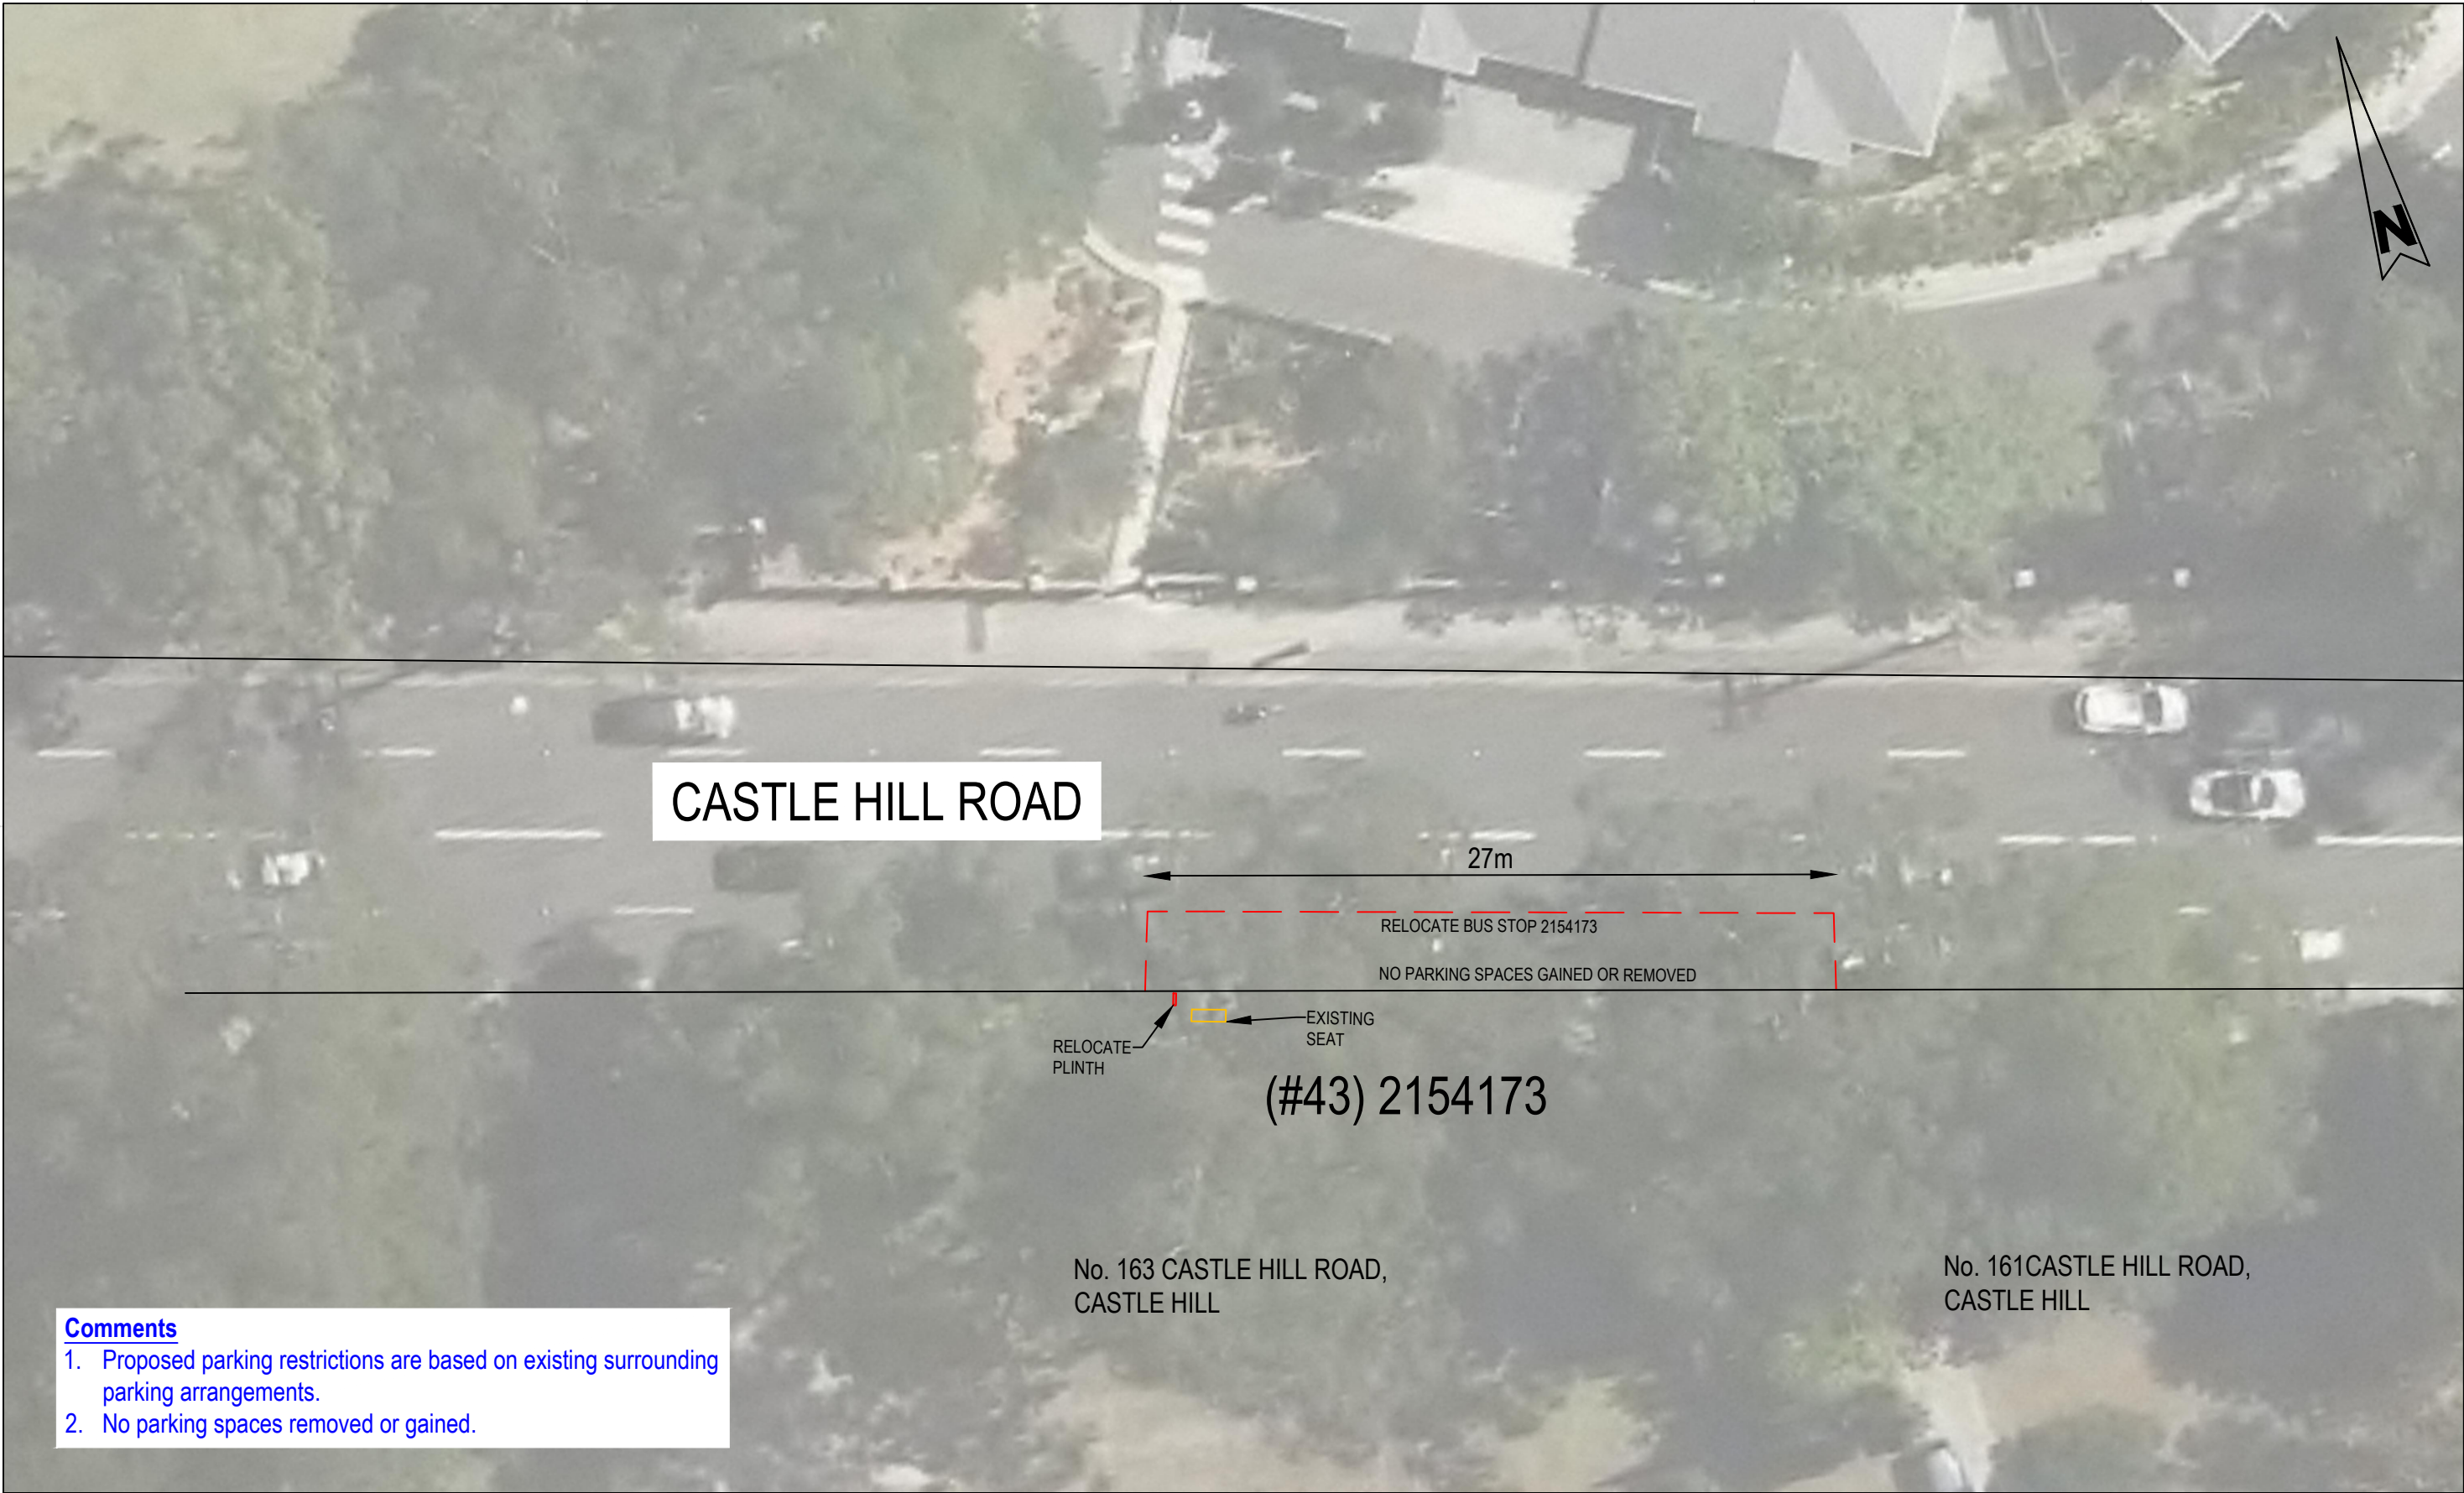 N
CASTLE HILL ROAD
27m
RELOCATE BUS STOP 2154173
NO PARKING SPACES GAINED OR REMOVED
RELOCATE
PLINTH
EXISTING
SEAT
(#43) 2154173
No. 163 CASTLE HILL ROAD,
CASTLE HILL
No. 161CASTLE HILL ROAD,
CASTLE HILL
Comments
1. Proposed parking restrictions are based on existing surrounding
parking arrangements.
2. No parking spaces removed or gained.